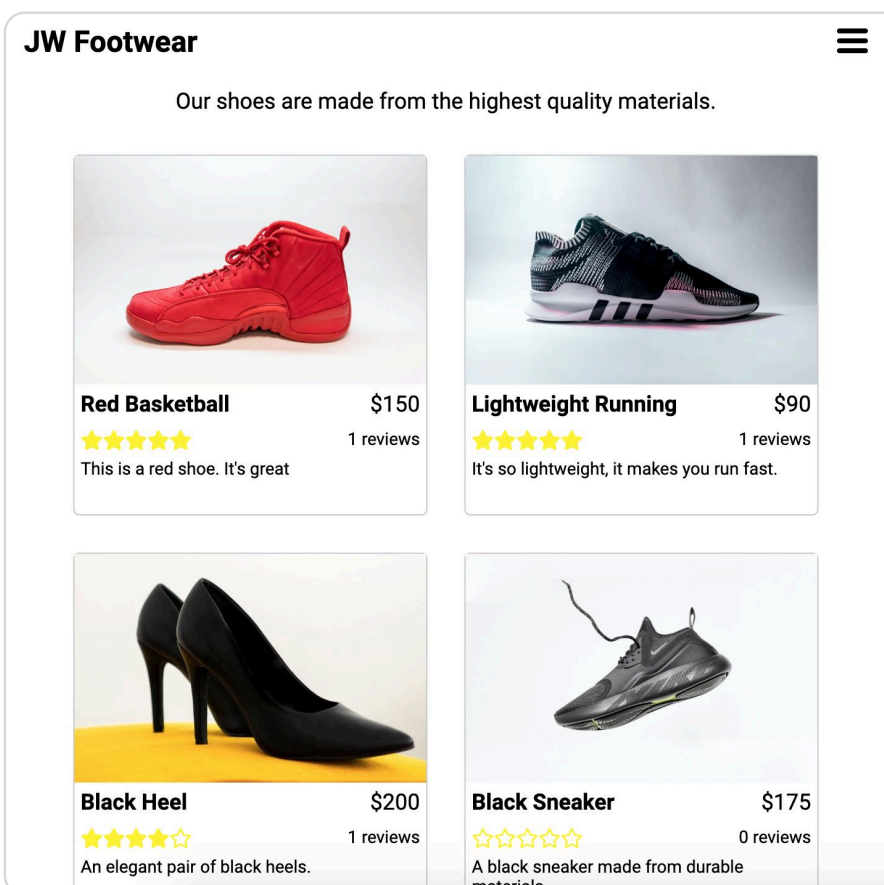 JW Footwear
Our shoes are made from the highest quality materials.
Red Basketball $150
1 reviews
This is a red shoe. It's great
Lightweight Running $90
1 reviews
It's so lightweight, it makes you run fast.
Black Heel $200
1 reviews
An elegant pair of black heels.
Black Sneaker $175
0 reviews
A black sneaker made from durable
materials